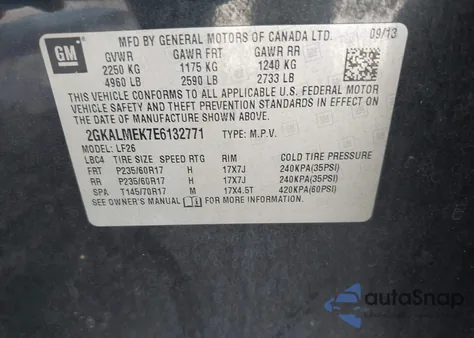 GM
MFD BY GENERAL MOTORS OF CANADA LTD. 09/13
GVWR GAWR FRT GAWR RR
2250 KG 1175 KG 1240 KG
4960 LB 2590 LB 2733 LB
THIS VEHICLE CONFORMS TO ALL APPLICABLE U.S. FEDERAL MOTOR
VEHICLE SAFETY AND THEFT PREVENTION STANDARDS IN EFFECT ON
THE DATE OF MANUFACTURE SHOWN ABOVE.
2GKALMEK7E6132771 TYPE: M.P.V.
MODEL: LF26
LBC4 TIRE SIZE SPEED RTG RIM COLD TIRE PRESSURE
FRT P235/60R17 H 17X7J 240KPA(35PSI)
RR P235/60R17 H 17X7J 240KPA(35PSI)
SPA T145/70R17 M 17X4.5T 420KPA(60PSI)
SEE OWNER'S MANUAL FOR MORE INFORMATION.
autoSnap